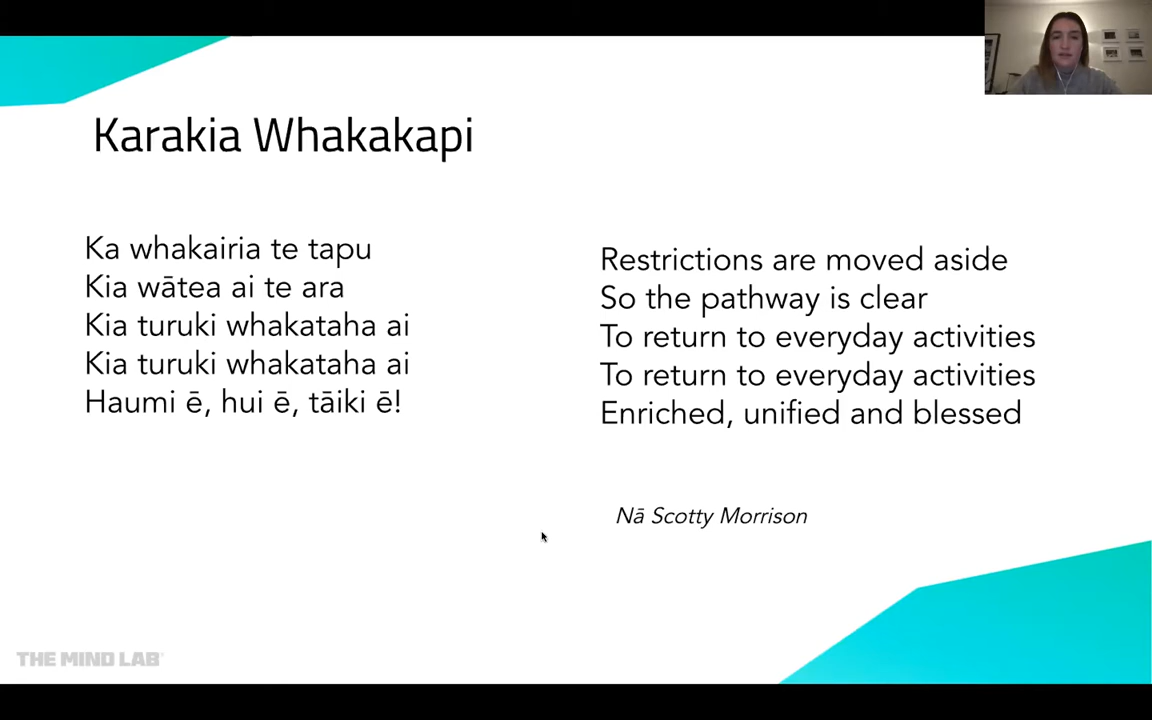 Karakia Whakakapi
Ka whakairia te tapu
Kia wātea ai te ara
Kia turuki whakataha ai
Kia turuki whakataha ai
Haumi ē, hui ē, tāiki ē!
Restrictions are moved aside
So the pathway is clear
To return to everyday activities
To return to everyday activities
Enriched, unified and blessed
Nā Scotty Morrison
THE MIND LAB